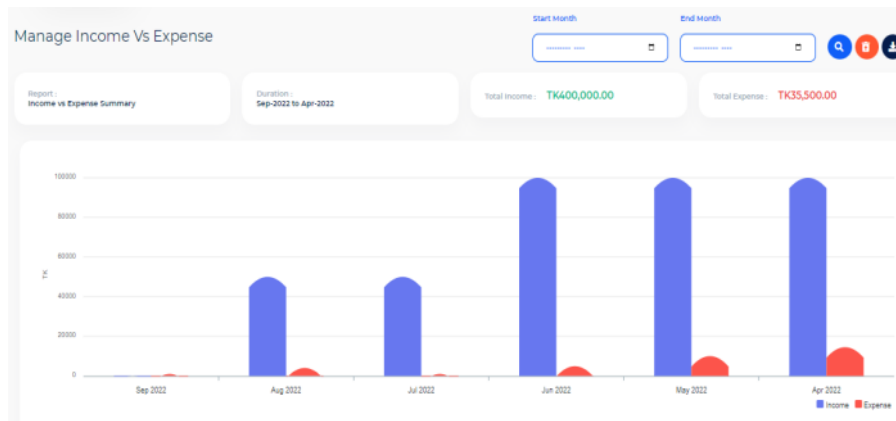 Start Month
End Month
Manage Income Vs Expense
Report :
Income vs Expense Summary
Duration :
Sep-2022 to Apr-2022
Total Income : TK400,000.00
Total Expense : TK35,500.00
100000
80000
60000
40000
20000
0
TK
Sep 2022
Aug 2022
Jul 2022
Jun 2022
May 2022
Apr 2022
Income
Expense